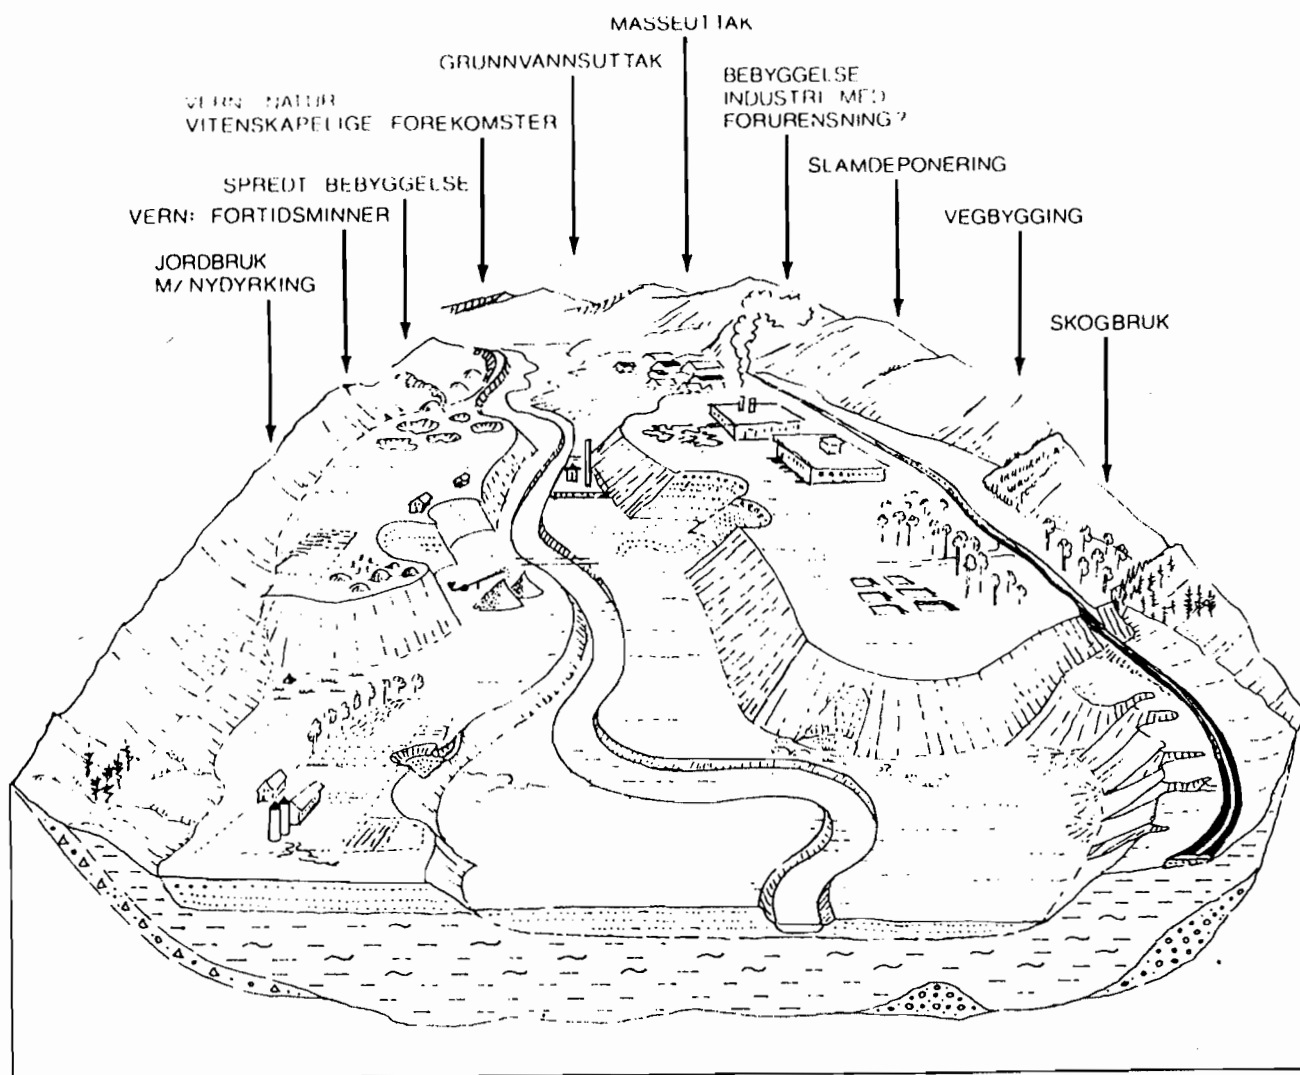 MASSEUTTAK
GRUNNVANNSUTTAK
BEBYGGELSE
INDUSTRI MED
FORURENSNING?
VERN: NATUR
VITENSKAPELIGE FOREKOMSTER
SLAMDEPONERING
SPREDT BEBYGGELSE
VERN: FORTIDSMINNER
VEGBYGGING
JORDBRUK
M/NYDYRKING
SKOGBRUK